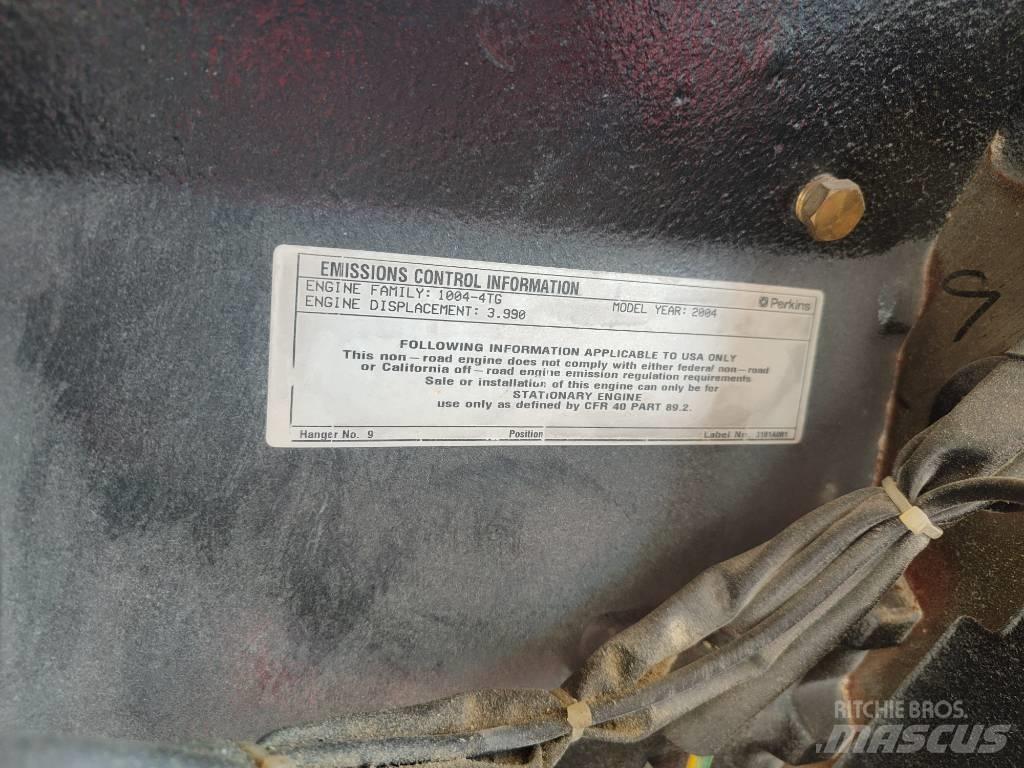 EMISSIONS CONTROL INFORMATION
Perkins
ENGINE FAMILY: 1004-4TG
MODEL YEAR: 2004
ENGINE DISPLACEMENT: 3.990
FOLLOWING INFORMATION APPLICABLE TO USA ONLY
This non — road engine does not comply with either federal non — road
or California off — road engine emission regulation requirements
Sale or installation of this engine can only be for
STATIONARY ENGINE
use only as defined by CFR 40 PART 89.2.
Hanger No. 9 Position Label No.
9
RITCHIE BROS.
MASCUS